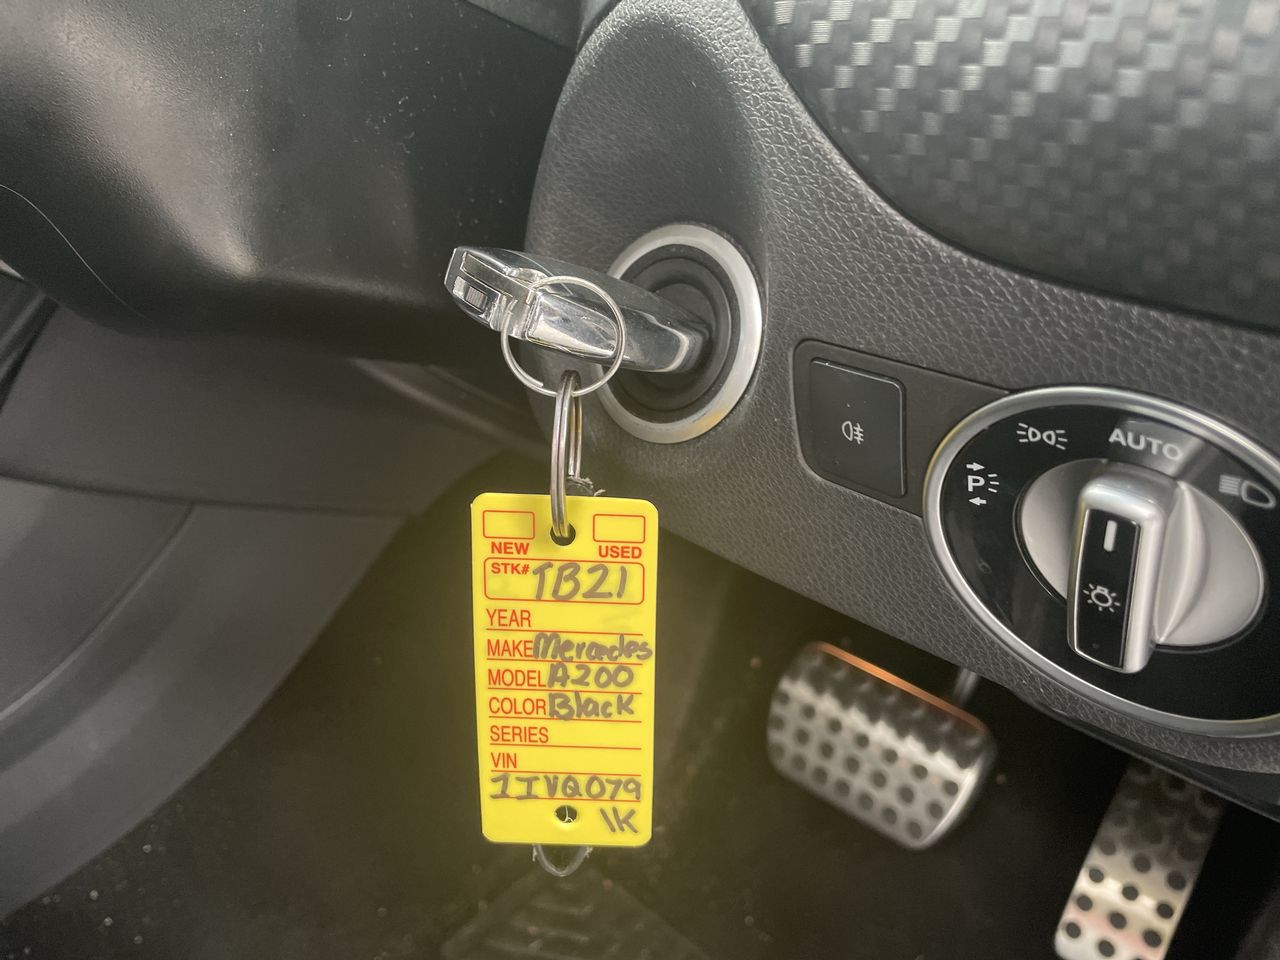 NEW USED
STK# TB21
YEAR
MAKE Mercedes
MODEL A200
COLOR Black
SERIES
VIN
1IVQ079
1K
AUTO
P